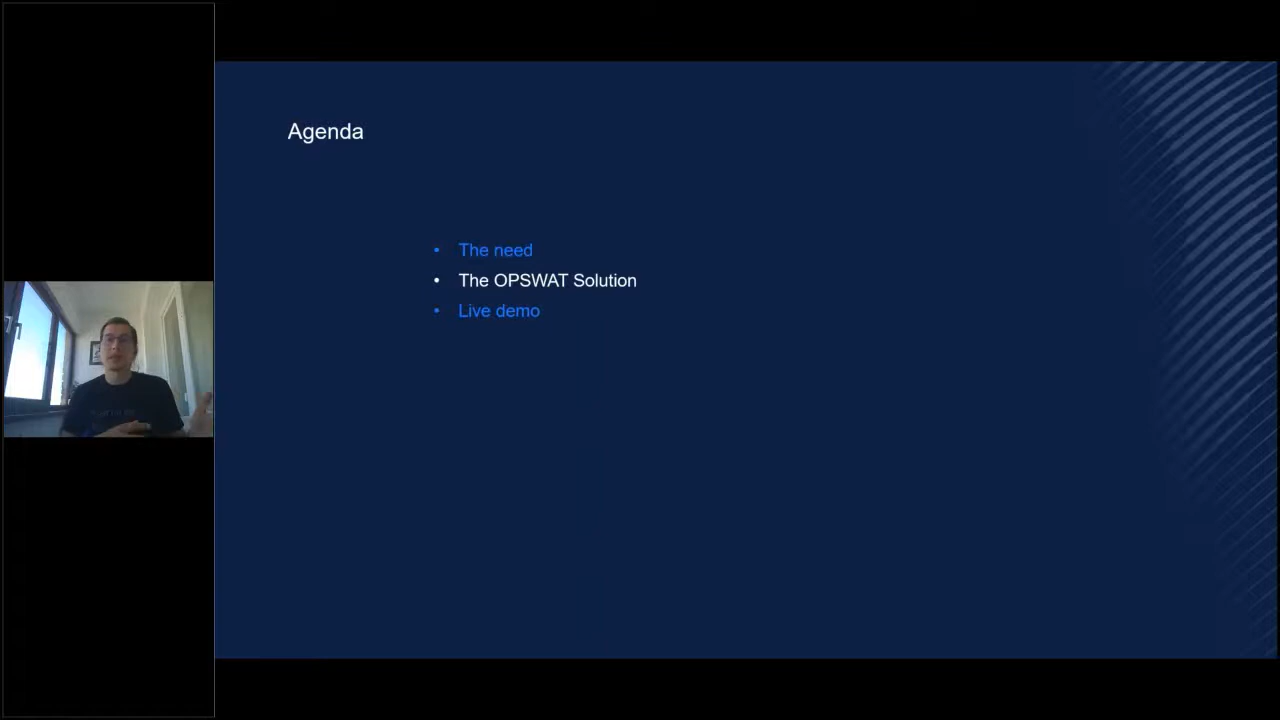 Agenda
• The need
• The OPSWAT Solution
• Live demo